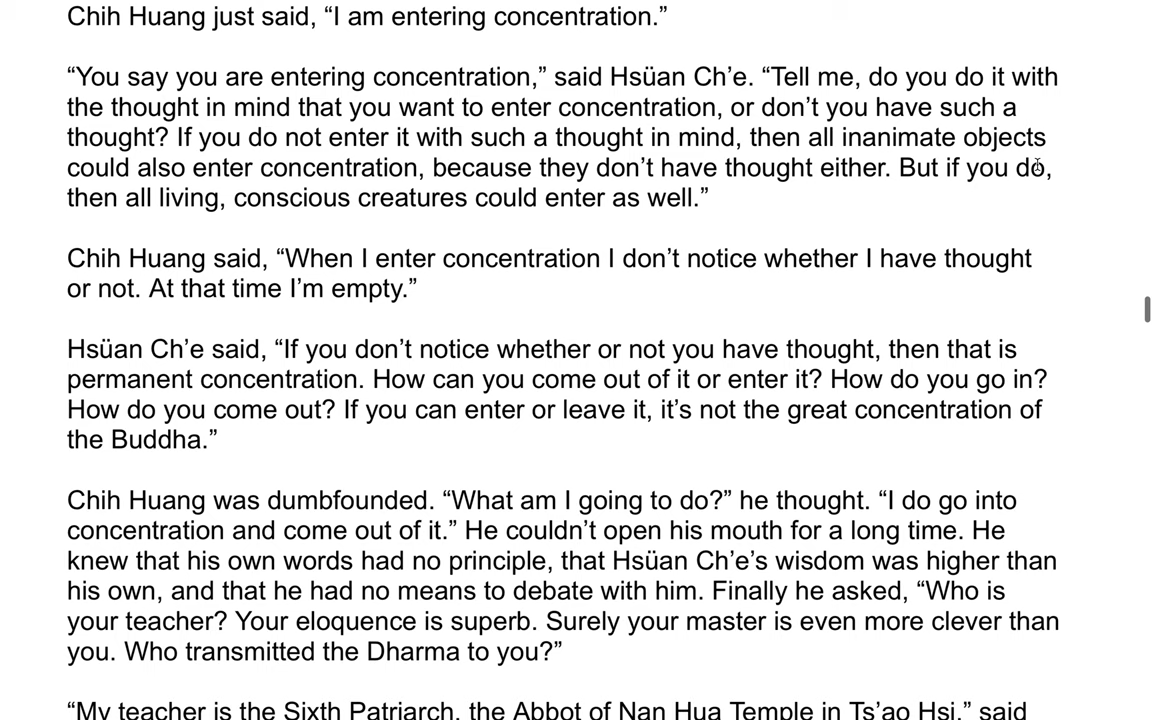 Chih Huang just said, “I am entering concentration.”
“You say you are entering concentration,” said Hsüan Ch’e. “Tell me, do you do it with
the thought in mind that you want to enter concentration, or don’t you have such a
thought? If you do not enter it with such a thought in mind, then all inanimate objects
could also enter concentration, because they don’t have thought either. But if you do,
then all living, conscious creatures could enter as well.”
Chih Huang said, “When I enter concentration I don’t notice whether I have thought
or not. At that time I’m empty.”
Hsüan Ch’e said, “If you don’t notice whether or not you have thought, then that is
permanent concentration. How can you come out of it or enter it? How do you go in?
How do you come out? If you can enter or leave it, it’s not the great concentration of
the Buddha.”
Chih Huang was dumbfounded. “What am I going to do?” he thought. “I do go into
concentration and come out of it.” He couldn’t open his mouth for a long time. He
knew that his own words had no principle, that Hsüan Ch’e’s wisdom was higher than
his own, and that he had no means to debate with him. Finally he asked, “Who is
your teacher? Your eloquence is superb. Surely your master is even more clever than
you. Who transmitted the Dharma to you?”
“My teacher is the Sixth Patriarch, the Abbot of Nan Hua Temple in Ts’ao Hsi,” said